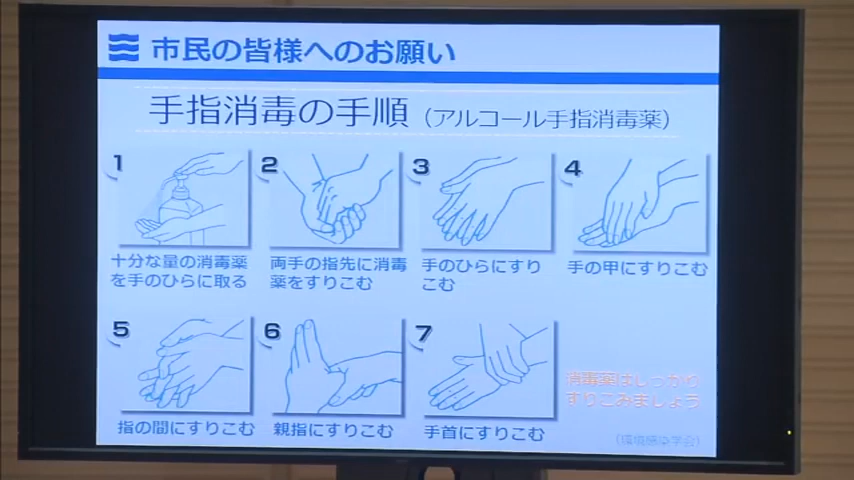 市民の皆様へのお願い
手指消毒の手順（アルコール手指消毒薬）
1
十分な量の消毒薬
を手のひらに取る
2
両手の指先に消毒
薬をすりこむ
3
手のひらにすり
こむ
4
手の甲にすりこむ
5
指の間にすりこむ
6
親指にすりこむ
7
手首にすりこむ
消毒薬はしっかり
すりこみましょう
（環境感染学会）